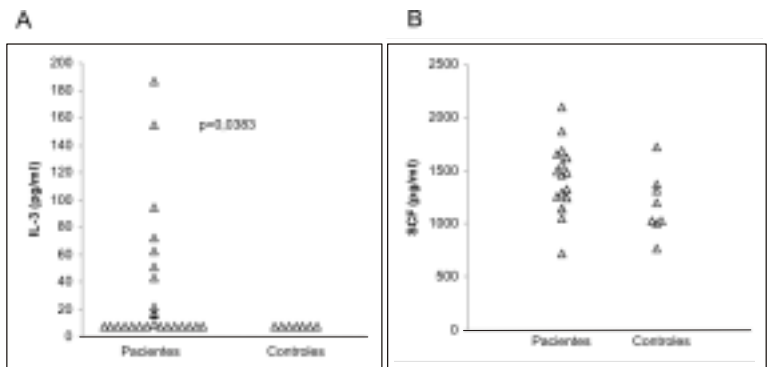 A
B
200
180
160
140
120
100
80
60
40
20
0
IL-3 (pg/ml)
p=0,0383
Pacientes
Controles
2500
2000
1500
1000
500
0
SCF (pg/ml)
Pacientes
Controles